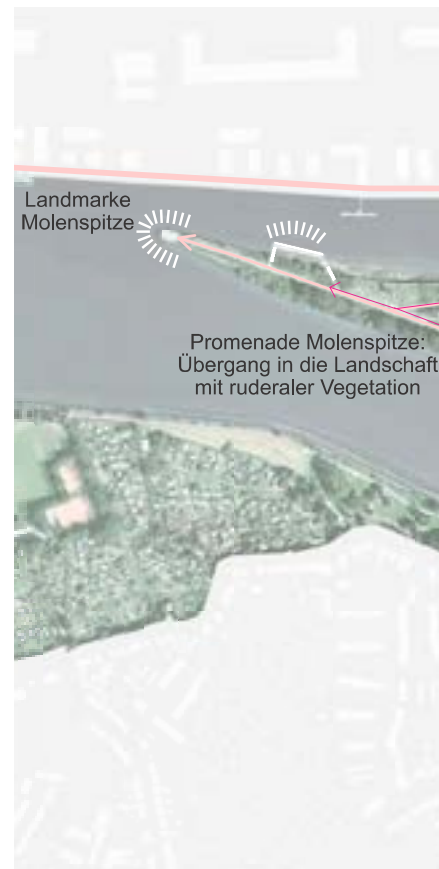 Landmarke
Molenspitze
Promenade Molenspitze:
Übergang in die Landschaft
mit ruderaler Vegetation